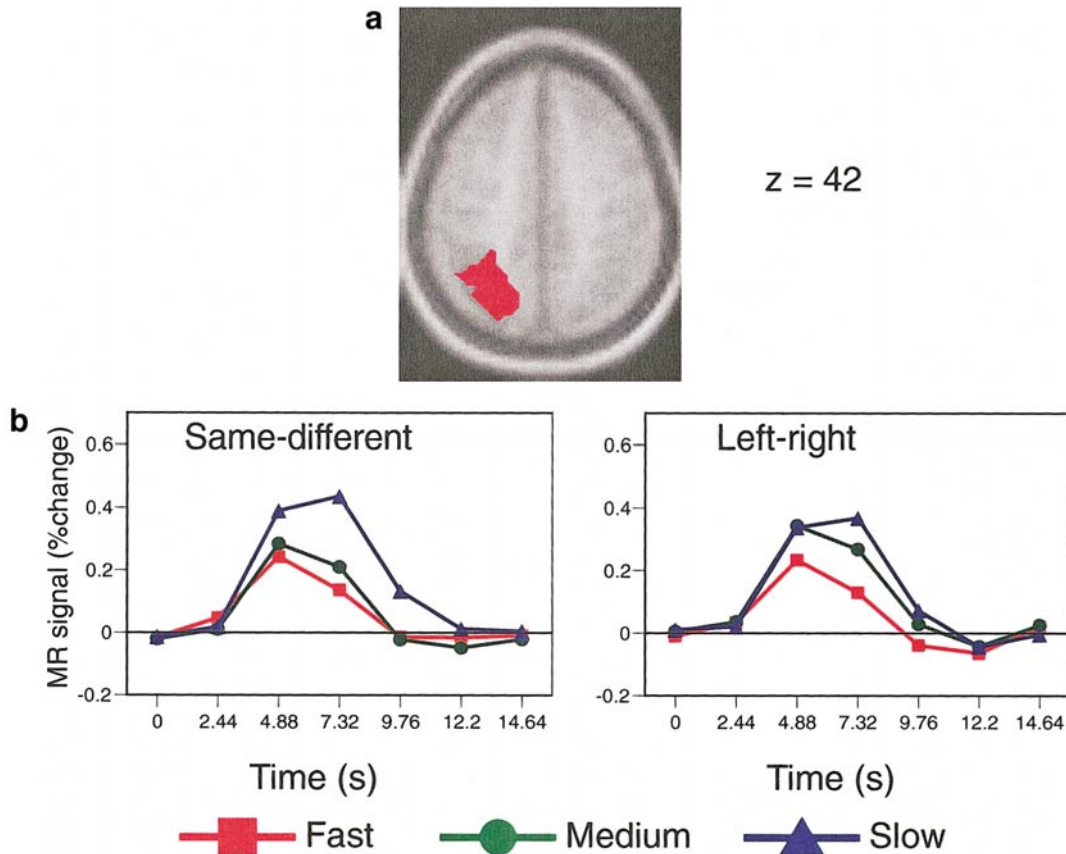 a
z = 42
b
MR signal (%change)
Same-different
0.6
0.4
0.2
0
-0.2
0 2.44 4.88 7.32 9.76 12.2 14.64
Time (s)
Left-right
0.6
0.4
0.2
0
-0.2
0 2.44 4.88 7.32 9.76 12.2 14.64
Time (s)
Fast Medium Slow